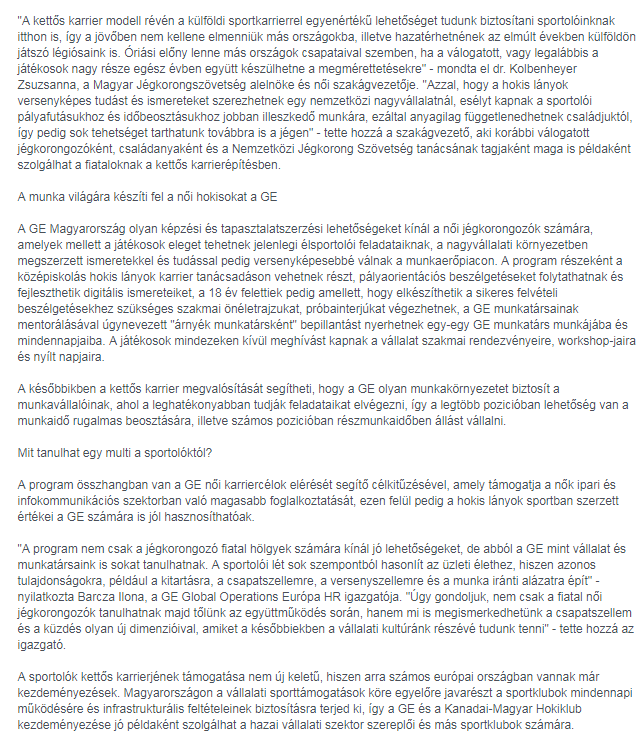 "A kettős karrier modell révén a külföldi sportkarrierrel egyenértékű lehetőséget tudunk biztosítani sportolóinknak
itthon is, így a jövőben nem kellene elmenniük más országokba, illetve hazatérhetnének az elmúlt években külföldön
játszó légiósaink is. Óriási előny lenne más országok csapataival szemben, ha a válogatott, vagy legalábbis a
játékosok nagy része egész évben együtt készülhetne a megmérettetésekre" - mondta el dr. Kolbenheyer
Zsuzsanna, a Magyar Jégkorongszövetség alelnöke és női szakágvezetője. "Azzal, hogy a hokis lányok
versenyképes tudást és ismereteket szerezhetnek egy nemzetközi nagyvállalatnál, esélyt kapnak a sportolói
pályafutásukhoz és időbeosztásukhoz jobban illeszkedő munkára, ezáltal anyagilag függetlenedhetnek családjuktól,
így pedig sok tehetséget tarthatunk továbbra is a jégen" - tette hozzá a szakágvezető, aki korábbi válogatott
jégkorongozóként, családanyaként és a Nemzetközi Jégkorong Szövetség tanácsának tagjaként maga is példaként
szolgálhat a fiataloknak a kettős karrierépítésben.

A munka világára készíti fel a női hokisokat a GE

A GE Magyarország olyan képzési és tapasztalatszerzési lehetőségeket kínál a női jégkorongozók számára,
amelyek mellett a játékosok eleget tehetnek jelenlegi élsportolói feladataiknak, a nagyvállalati környezetben
megszerzett ismeretekkel és tudással pedig versenyképesebbé válnak a munkaerőpiacon. A program részeként a
középiskolás hokis lányok karrier tanácsadáson vehetnek részt, pályaorientációs beszélgetéseket folytathatnak és
fejleszthetik digitális ismereteiket, a 18 év felettiek pedig amellett, hogy elkészíthetik a sikeres felvételi
beszélgetésekhez szükséges szakmai önéletrajzukat, próbainterjúkat végezhetnek, a GE munkatársainak
mentorálásával úgynevezett "árnyék munkatársként" bepillantást nyerhetnek egy-egy GE munkatárs munkájába és
mindennapjaiba. A játékosok mindezeken kívül meghívást kapnak a vállalat szakmai rendezvényeire, workshop-jaira
és nyílt napjaira.

A későbbikben a kettős karrier megvalósítását segítheti, hogy a GE olyan munkakörnyezetet biztosít a
munkavállalóinak, ahol a leghatékonyabban tudják feladataikat elvégezni, így a legtöbb pozícióban lehetőség van a
munkaidő rugalmas beosztására, illetve számos pozícióban részmunkaidőben állást vállalni.

Mit tanulhat egy multi a sportolóktól?

A program összhangban van a GE női karriercélok elérését segítő célkitűzésével, amely támogatja a nők ipari és
infokommunikációs szektorban való magasabb foglalkoztatását, ezen felül pedig a hokis lányok sportban szerzett
értékei a GE számára is jól hasznosíthatóak.

"A program nem csak a jégkorongozó fiatal hölgyek számára kínál jó lehetőségeket, de abból a GE mint vállalat és
munkatársaink is sokat tanulhatnak. A sportolói lét sok szempontból hasonlít az üzleti élethez, hiszen azonos
tulajdonságokra, például a kitartásra, a csapatszellemre, a versenyszellemre és a munka iránti alázatra épít" -
nyilatkozta Barcza Ilona, a GE Global Operations Európa HR igazgatója. "Úgy gondoljuk, nem csak a fiatal női
jégkorongozók tanulhatnak majd tőlünk az együttműködés során, hanem mi is megismerkedhetünk a csapatszellem
és a küzdés olyan új dimenzióival, amiket a későbbiekben a vállalati kultúránk részévé tudunk tenni" - tette hozzá az
igazgató.

A sportolók kettős karrierjének támogatása nem új keletű, hiszen arra számos európai országban vannak már
kezdeményezések. Magyarországon a vállalati sporttámogatások köre egyelőre javarészt a sportklubok mindennapi
működésére és infrastrukturális feltételeinek biztosításra terjed ki, így a GE és a Kanadai-Magyar Hokiklub
kezdeményezése jó példaként szolgálhat a hazai vállalati szektor szereplői és más sportklubok számára.